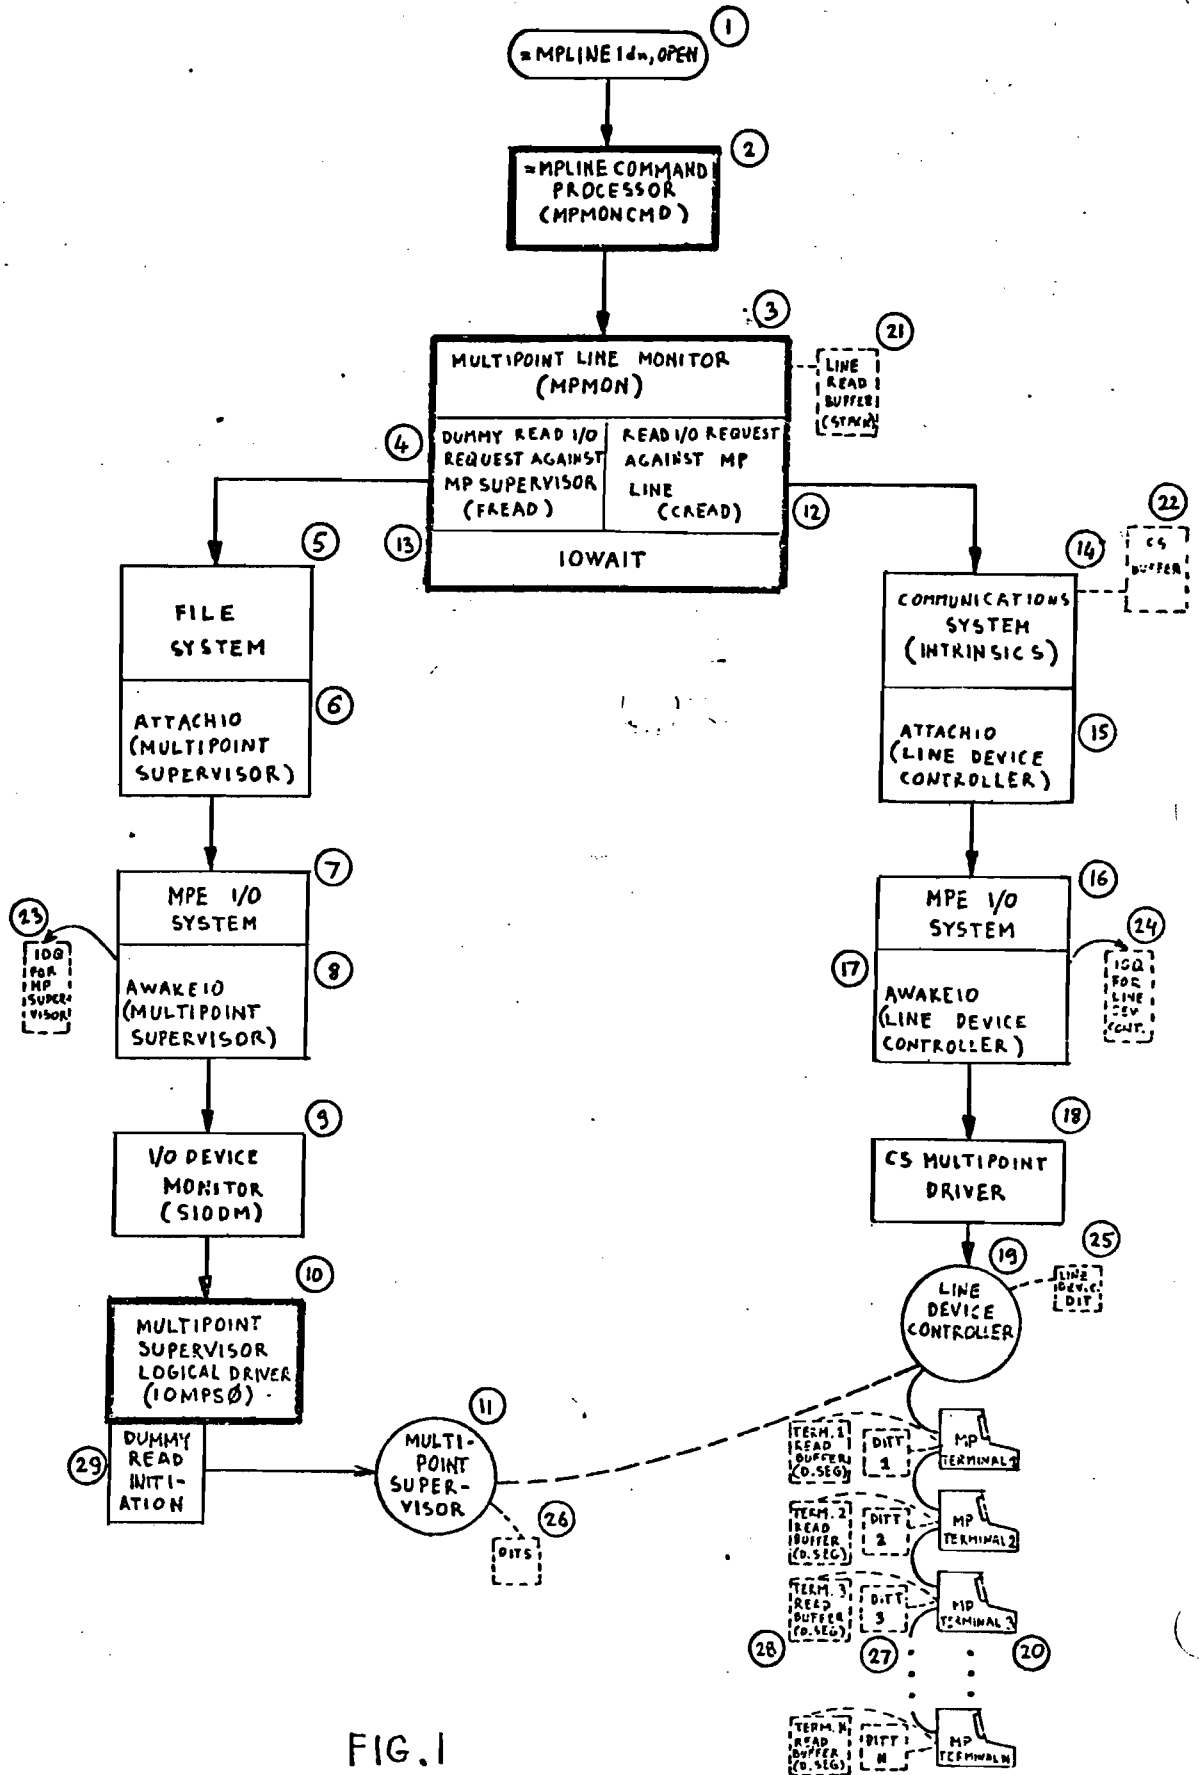 1
=MPLINE ldn, OPEN
2
=MPLINE COMMAND
PROCESSOR
(MPMONCMD)
3
MULTIPOINT LINE MONITOR
(MPMON)
21
LINE
READ
BUFFER
(STACK)
4
DUMMY READ I/O
REQUEST AGAINST
MP SUPERVISOR
(FREAD)
READ I/O REQUEST
AGAINST MP
LINE
(CREAD)
12
13
IOWAIT
5
FILE
SYSTEM
6
ATTACHIO
(MULTIPOINT
SUPERVISOR)
14
22
CS
BUFFER
COMMUNICATIONS
SYSTEM
(INTRINSICS)
15
ATTACHIO
(LINE DEVICE
CONTROLLER)
7
MPE I/O
SYSTEM
23
IOQ
FOR
MP
SUPER-
VISOR
8
AWAKEIO
(MULTIPOINT
SUPERVISOR)
16
MPE I/O
SYSTEM
24
IOQ
FOR
LINE
DEV
CONT.
17
AWAKEIO
(LINE DEVICE
CONTROLLER)
9
I/O DEVICE
MONITOR
(SIODM)
18
CS MULTIPOINT
DRIVER
10
MULTIPOINT
SUPERVISOR
LOGICAL DRIVER
(IOMPSØ)
19
LINE
DEVICE
CONTROLLER
25
LINE
DEVICE
DIT
29
DUMMY
READ
INITI-
ATION
11
MULTI-
POINT
SUPER-
VISOR
26
DITS
TERM. 1
READ
BUFFER
(D.SEG)
DITT
1
MP
TERMINAL 1
TERM. 2
READ
BUFFER
(D.SEG)
DITT
2
MP
TERMINAL 2
TERM. 3
READ
BUFFER
(D.SEG)
DITT
3
MP
TERMINAL 3
28
27
20
TERM. N
READ
BUFFER
(D.SEG)
DITT
N
MP
TERMINAL N
FIG. 1